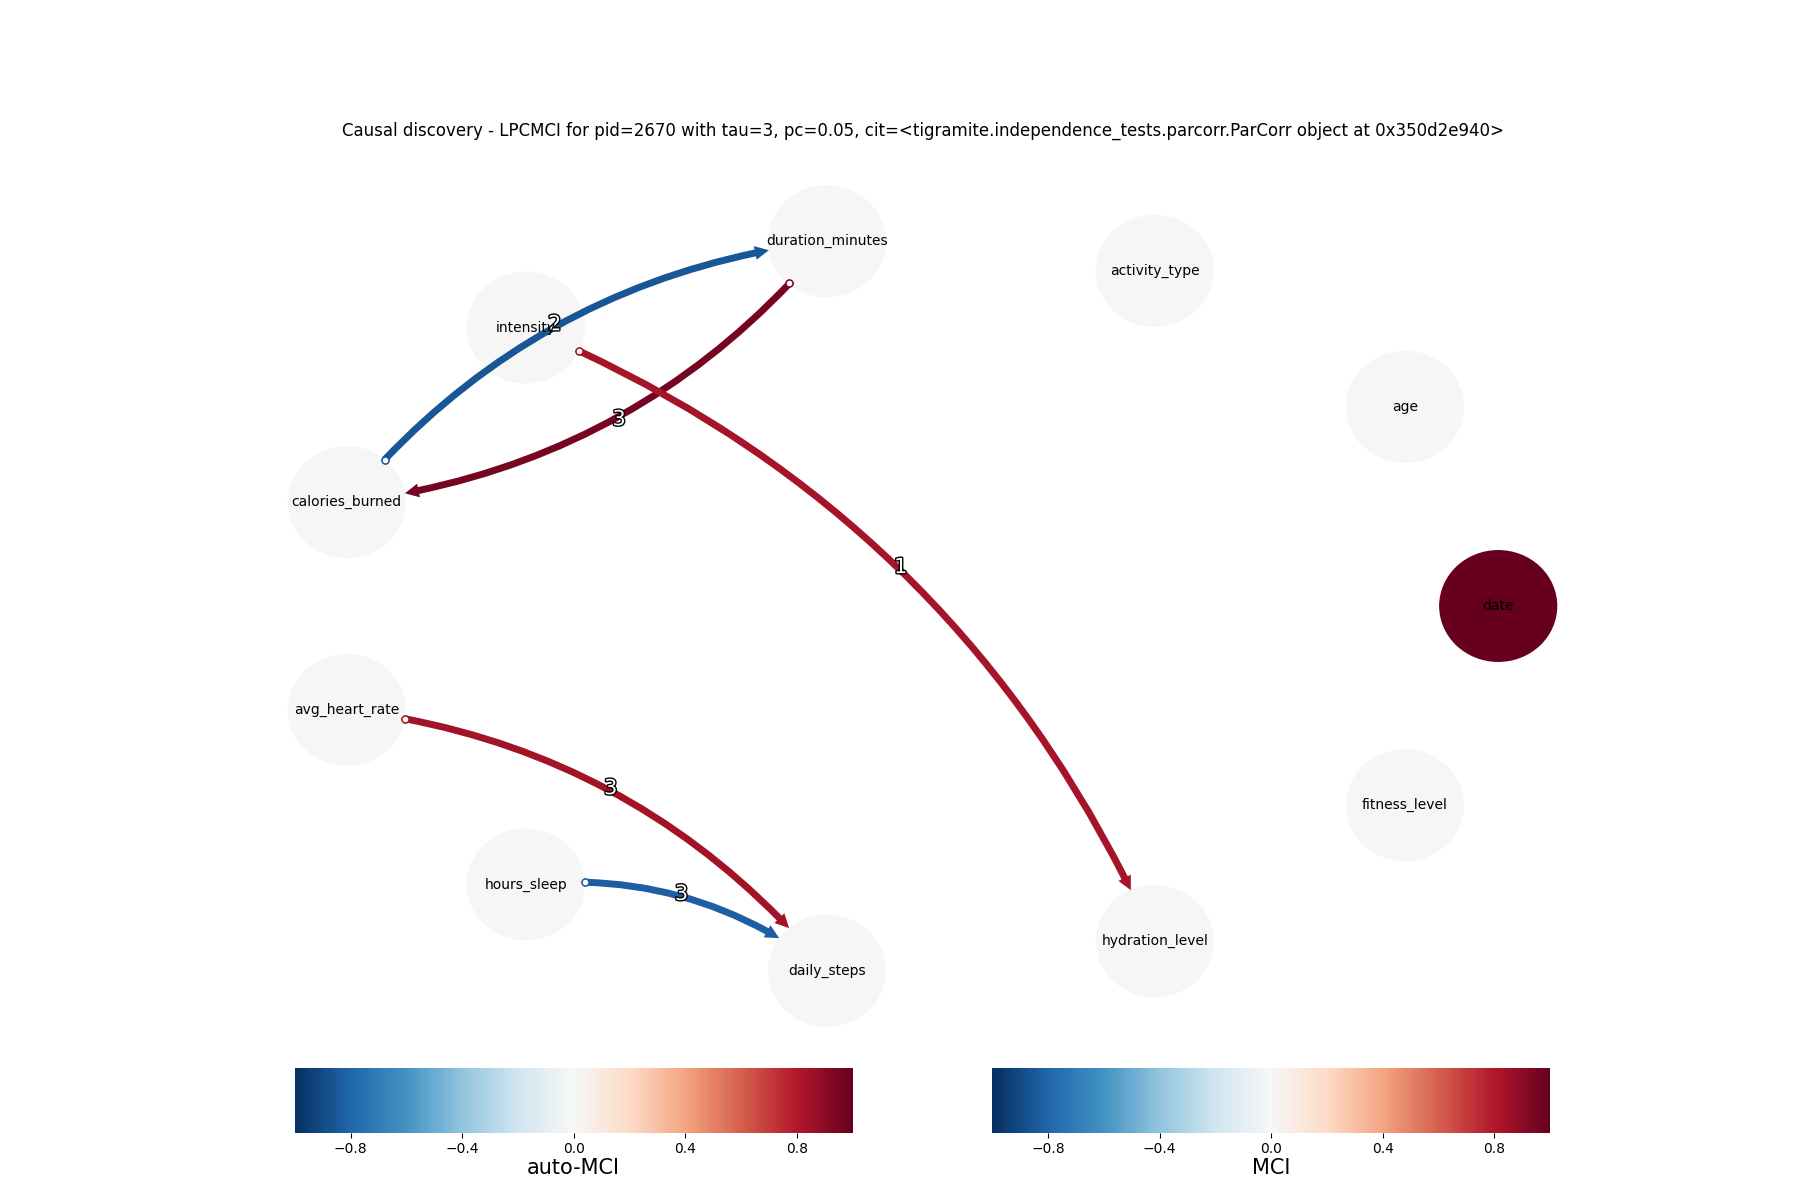 Causal discovery - LPCMCI for pid=2670 with tau=3, pc=0.05, cit=<tigramite.independence_tests.parcorr.ParCorr object at 0x350d2e940>
duration_minutes
activity_type
intensity
2
age
3
calories_burned
1
date
avg_heart_rate
3
fitness_level
hours_sleep
3
hydration_level
daily_steps
−0.8 −0.4 0.0 0.4 0.8
auto-MCI
−0.8 −0.4 0.0 0.4 0.8
MCI